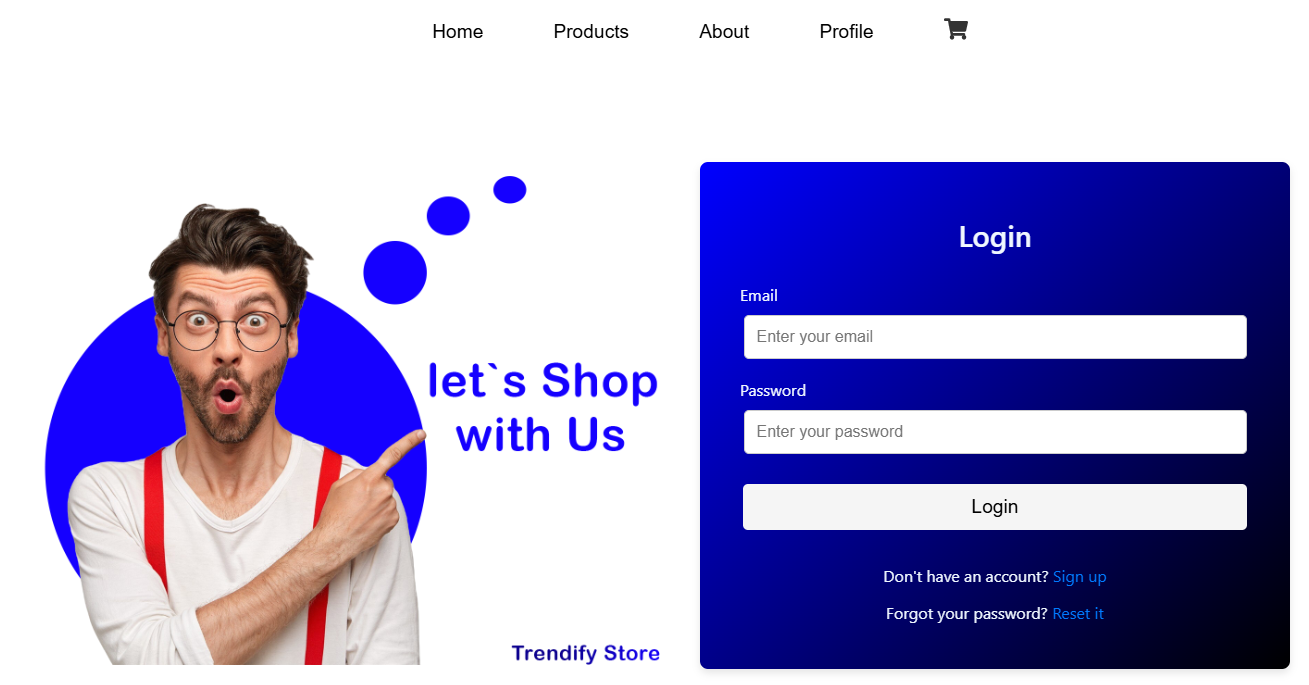 Home Products About Profile
let`s Shop
with Us
Trendify Store
Login
Email
Enter your email
Password
Enter your password
Login
Don't have an account? Sign up
Forgot your password? Reset it